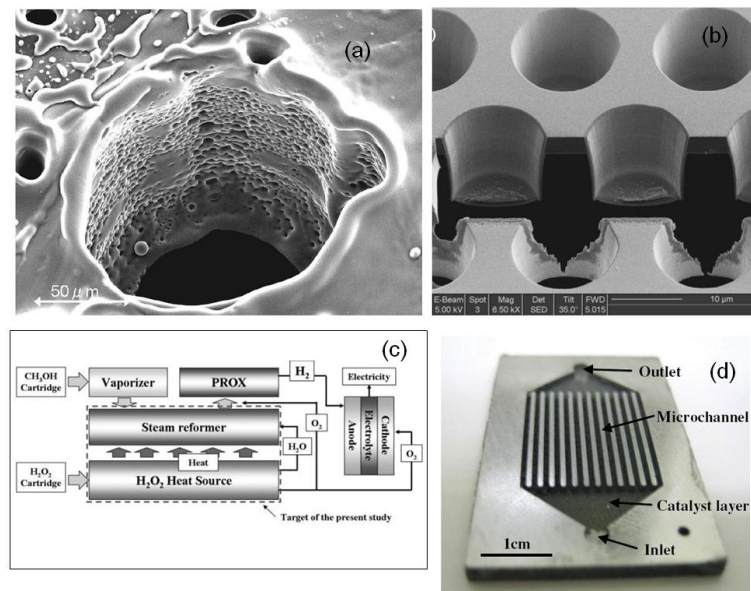 (a)
50 μm
(b)
E-Beam Spot Mag Det Tilt FWD
5.00 kV 3 6.50 kX SED 35.0° 5.015
10 μm
(c)
CH₃OH
Cartridge
Vaporizer
PROX
H₂
Electricity
Steam reformer
O₂
H₂O
Heat
H₂O₂
Cartridge
H₂O₂ Heat Source
Anode
Electrolyte
Cathode
O₂
Target of the present study
(d)
Outlet
Microchannel
Catalyst layer
Inlet
1cm